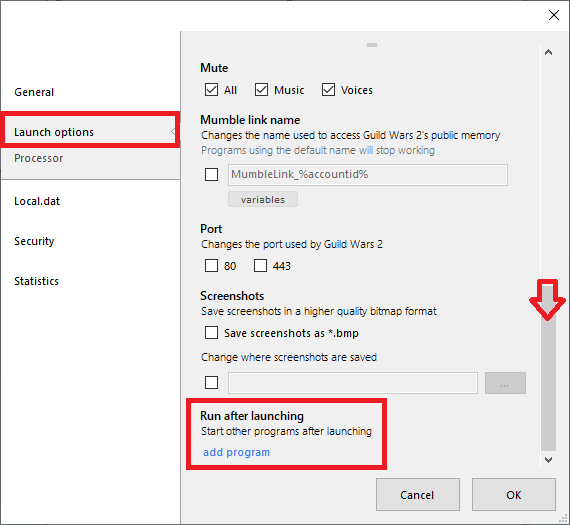 General
Launch options
Processor
Local.dat
Security
Statistics
Mute
All Music Voices
Mumble link name
Changes the name used to access Guild Wars 2's public memory
Programs using the default name will stop working
MumbleLink_%accountid%
variables
Port
Changes the port used by Guild Wars 2
80 443
Screenshots
Save screenshots in a higher quality bitmap format
Save screenshots as *.bmp
Change where screenshots are saved
...
Run after launching
Start other programs after launching
add program
Cancel OK